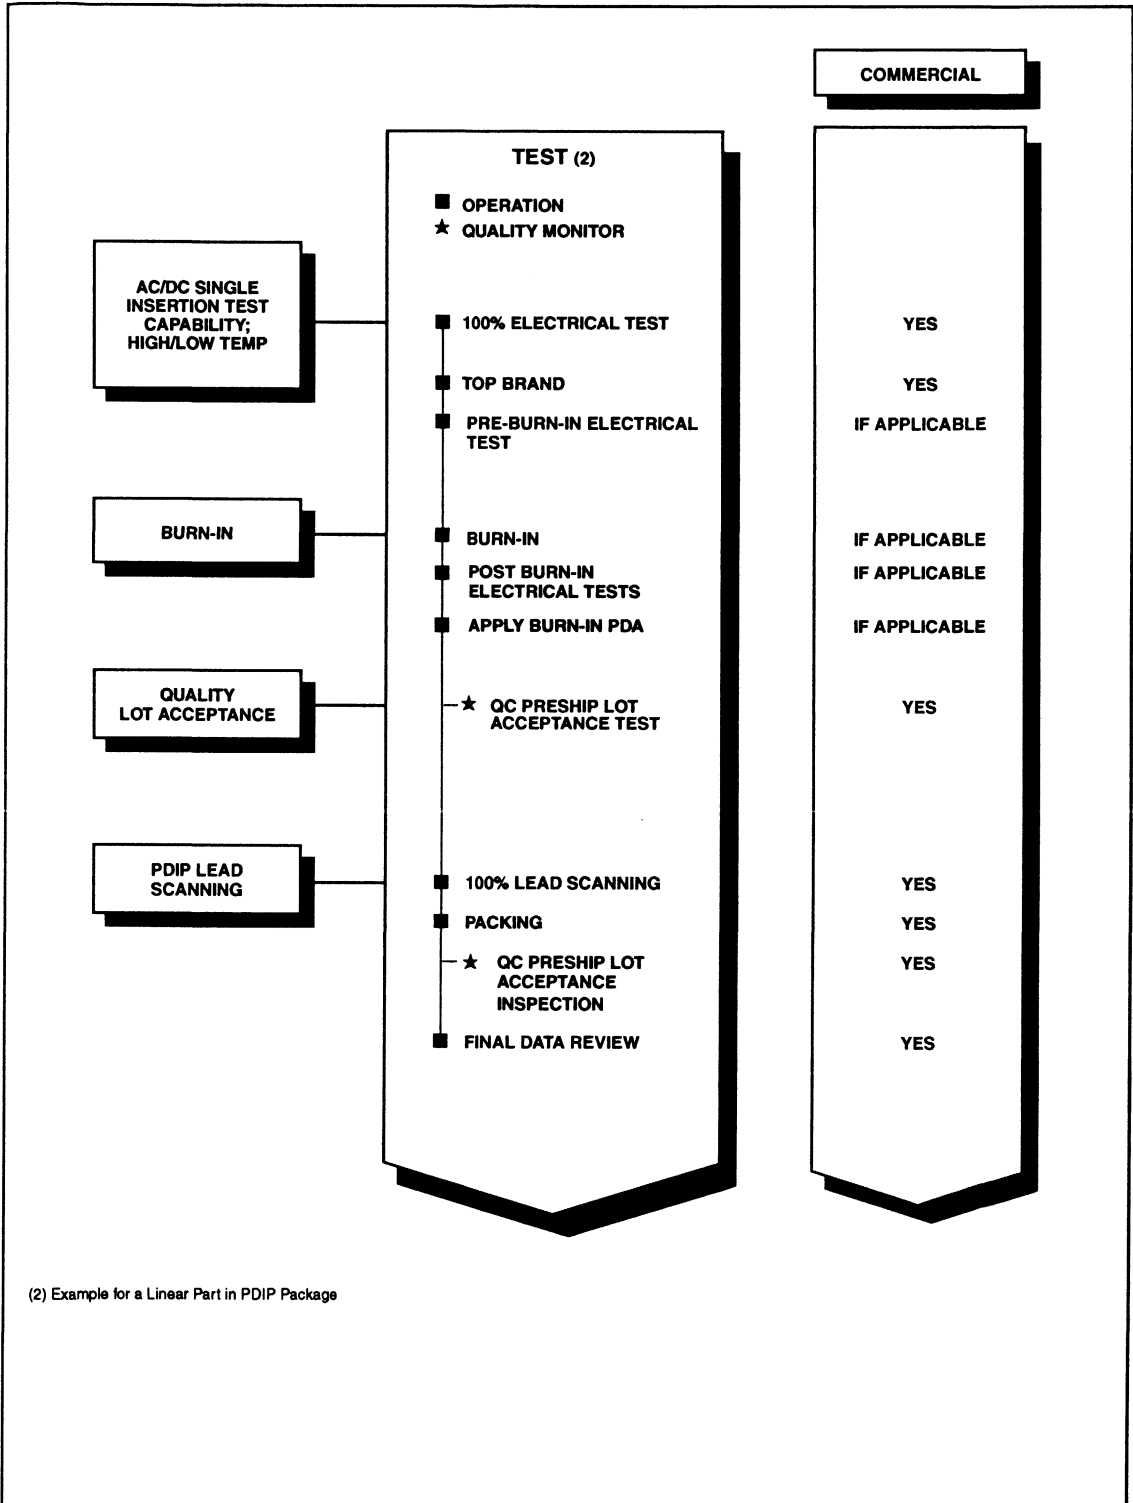 COMMERCIAL
TEST (2)
■ OPERATION
★ QUALITY MONITOR
AC/DC SINGLE
INSERTION TEST
CAPABILITY;
HIGH/LOW TEMP
■ 100% ELECTRICAL TEST
YES
■ TOP BRAND
YES
■ PRE-BURN-IN ELECTRICAL
TEST
IF APPLICABLE
BURN-IN
■ BURN-IN
IF APPLICABLE
■ POST BURN-IN
ELECTRICAL TESTS
IF APPLICABLE
■ APPLY BURN-IN PDA
IF APPLICABLE
QUALITY
LOT ACCEPTANCE
★ QC PRESHIP LOT
ACCEPTANCE TEST
YES
PDIP LEAD
SCANNING
■ 100% LEAD SCANNING
YES
■ PACKING
YES
★ QC PRESHIP LOT
ACCEPTANCE
INSPECTION
YES
■ FINAL DATA REVIEW
YES
(2) Example for a Linear Part in PDIP Package